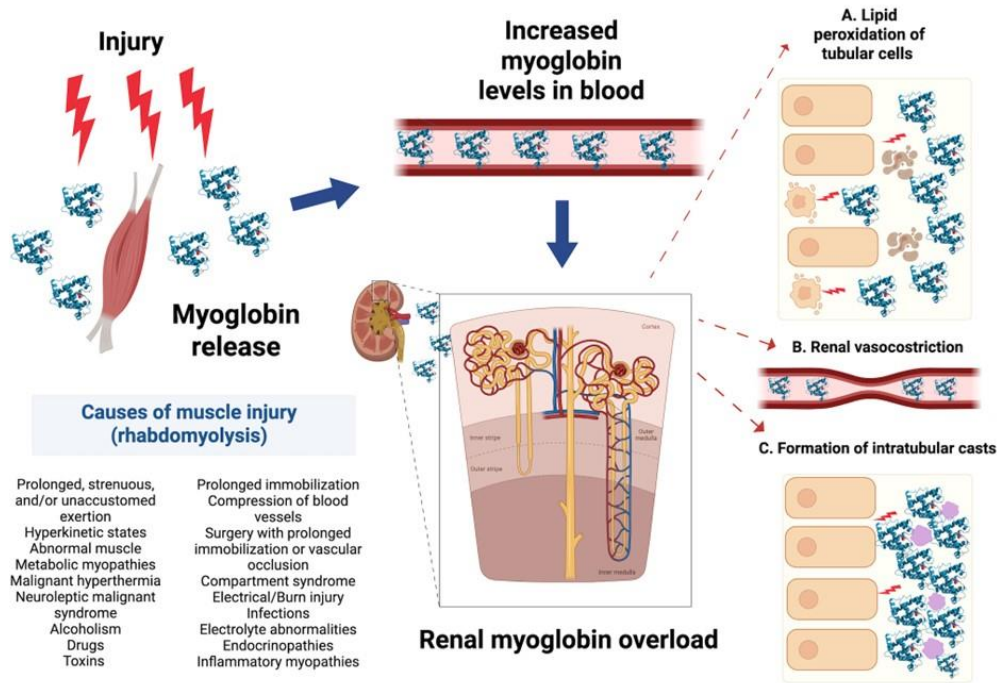 Injury
Myoglobin
release
Increased
myoglobin
levels in blood
Causes of muscle injury
(rhabdomyolysis)
Prolonged, strenuous,
and/or unaccustomed
exertion
Hyperkinetic states
Abnormal muscle
Metabolic myopathies
Malignant hyperthermia
Neuroleptic malignant
syndrome
Alcoholism
Drugs
Toxins
Prolonged immobilization
Compression of blood
vessels
Surgery with prolonged
immobilization or vascular
occlusion
Compartment syndrome
Electrical/Burn injury
Infections
Electrolyte abnormalities
Endocrinopathies
Inflammatory myopathies
Cortex
Inner stripe
Outer stripe
Outer
medulla
Inner medulla
Renal myoglobin overload
A. Lipid
peroxidation of
tubular cells
B. Renal vasocostriction
C. Formation of intratubular casts